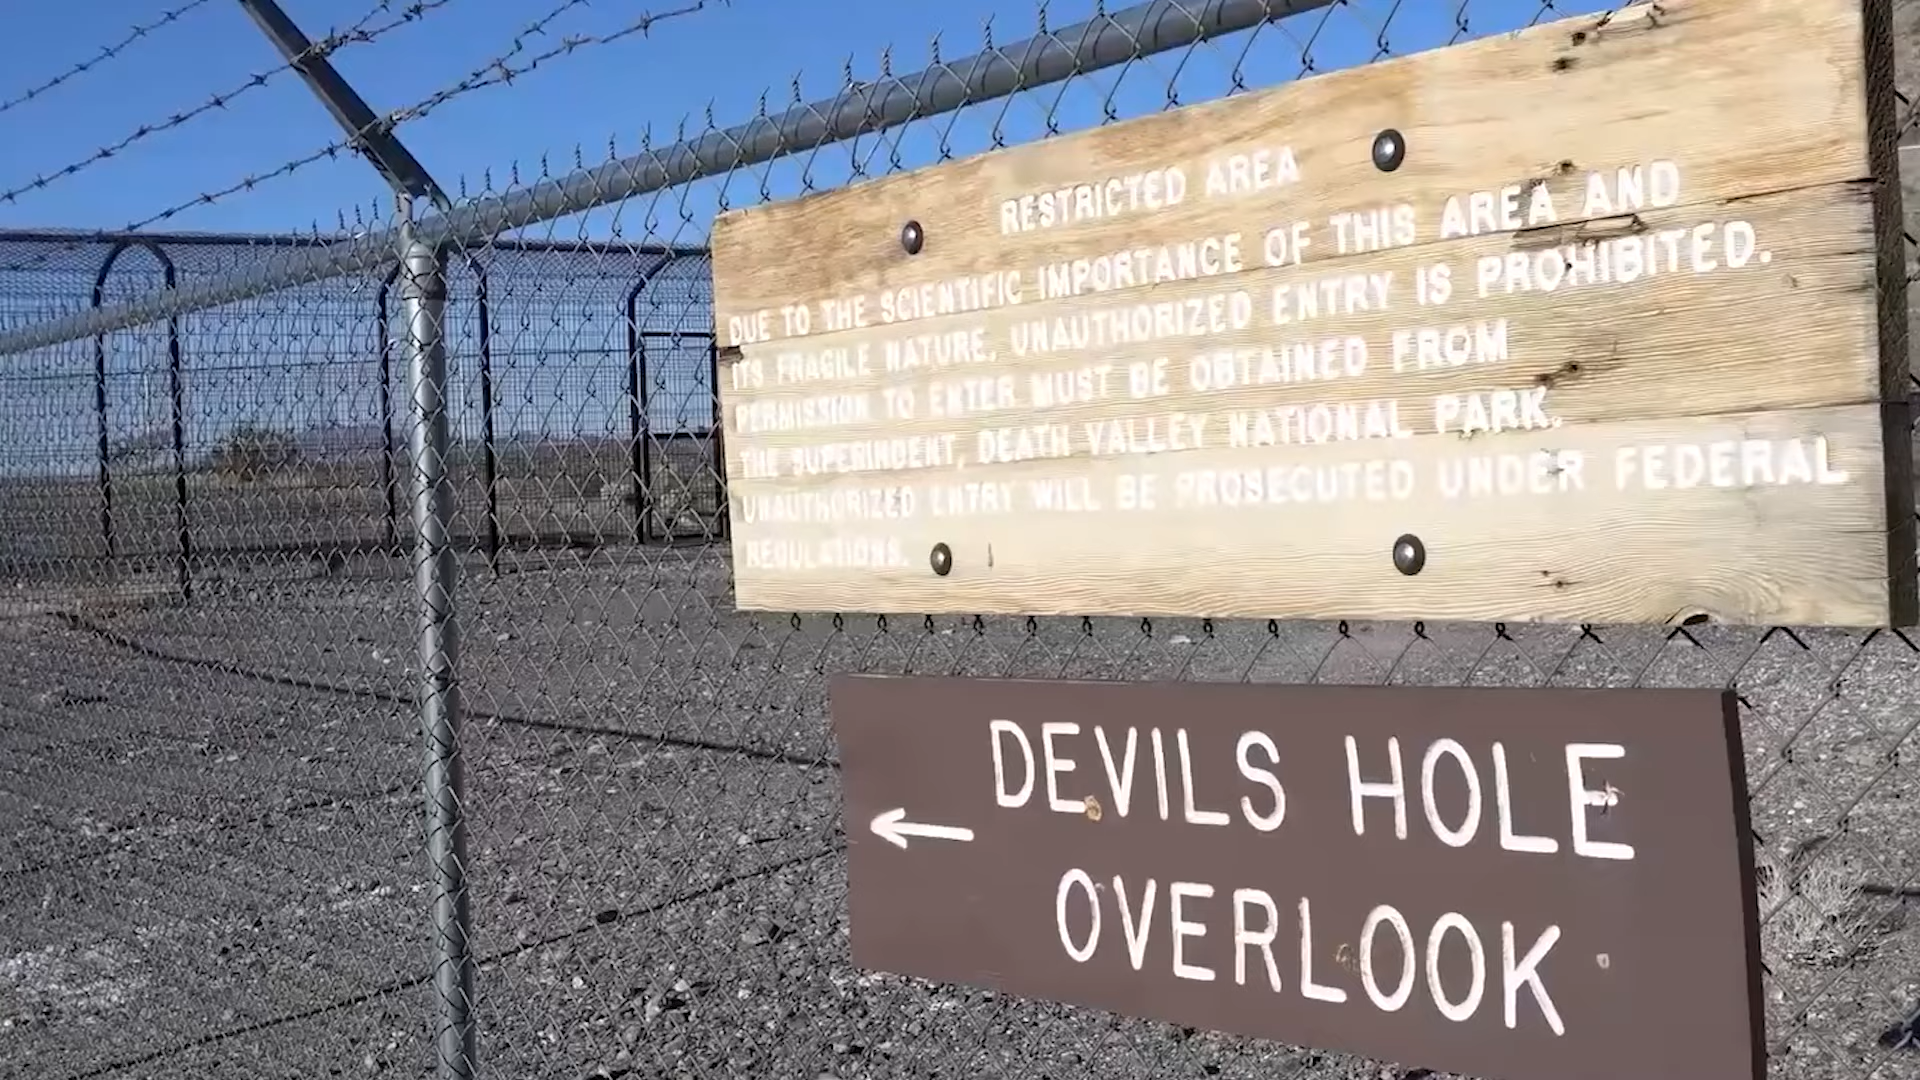 RESTRICTED AREA
DUE TO THE SCIENTIFIC IMPORTANCE OF THIS AREA AND
ITS FRAGILE NATURE, UNAUTHORIZED ENTRY IS PROHIBITED.
PERMISSION TO ENTER MUST BE OBTAINED FROM
THE SUPERINDENT, DEATH VALLEY NATIONAL PARK.
UNAUTHORIZED ENTRY WILL BE PROSECUTED UNDER FEDERAL
REGULATIONS.
DEVILS HOLE
OVERLOOK